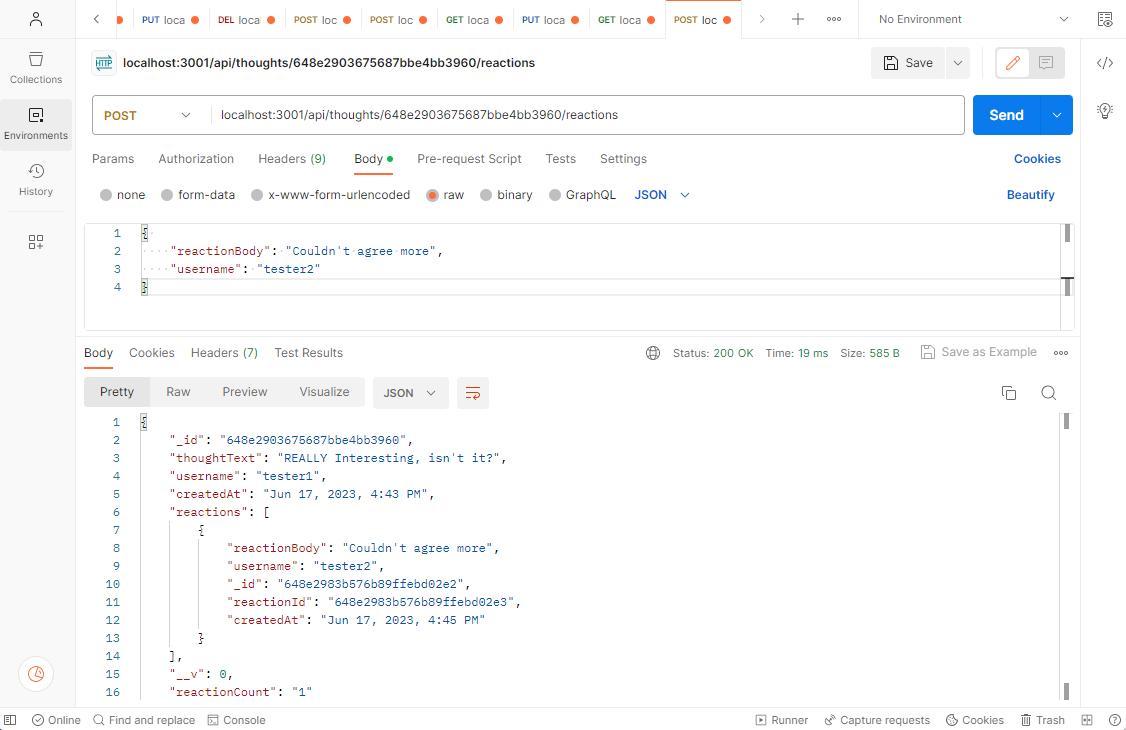 PUT loca
DEL local
POST loc
POST loc
GET loca
PUT loca
GET loca
POST loc
No Environment
HTTP
localhost:3001/api/thoughts/648e2903675687bbe4bb3960/reactions
Save
Collections
Environments
History
POST
localhost:3001/api/thoughts/648e2903675687bbe4bb3960/reactions
Send
Params
Authorization
Headers (9)
Body
Pre-request Script
Tests
Settings
Cookies
none
form-data
x-www-form-urlencoded
raw
binary
GraphQL
JSON
Beautify
1 {
2 "reactionBody": "Couldn't agree more",
3 "username": "tester2"
4 }
Body
Cookies
Headers (7)
Test Results
Status: 200 OK
Time: 19 ms
Size: 585 B
Save as Example
Pretty
Raw
Preview
Visualize
JSON
1 {
2 "_id": "648e2903675687bbe4bb3960",
3 "thoughtText": "REALLY Interesting, isn't it?",
4 "username": "tester1",
5 "createdAt": "Jun 17, 2023, 4:43 PM",
6 "reactions": [
7 {
8 "reactionBody": "Couldn't agree more",
9 "username": "tester2",
10 "_id": "648e2983b576b89ffebd02e2",
11 "reactionId": "648e2983b576b89ffebd02e3",
12 "createdAt": "Jun 17, 2023, 4:45 PM"
13 }
14 ],
15 "__v": 0,
16 "reactionCount": "1"
Online
Find and replace
Console
Runner
Capture requests
Cookies
Trash